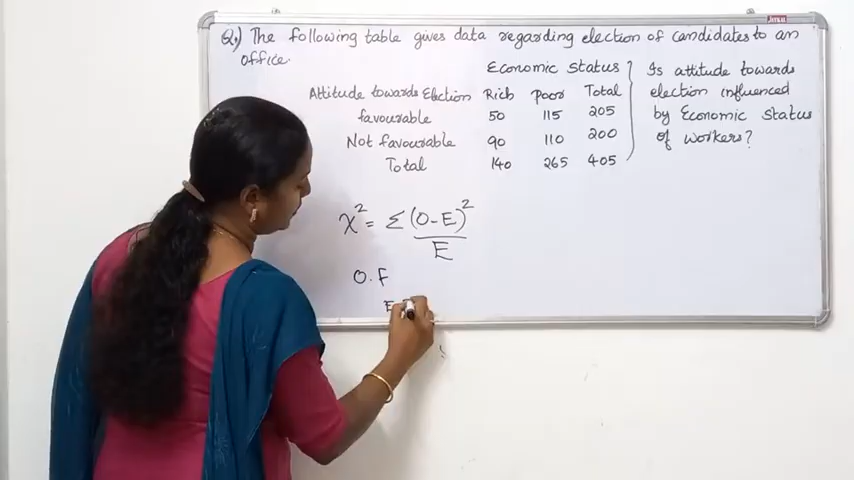 Q.) The following table gives data regarding election of candidates to an
office.
Economic Status
Attitude towards Election Rich Poor Total
favourable 50 115 205
Not favourable 90 110 200
Total 140 265 405
Is attitude towards
election influenced
by Economic Status
of workers?
χ² = Σ (O-E)²
E
O.F
E